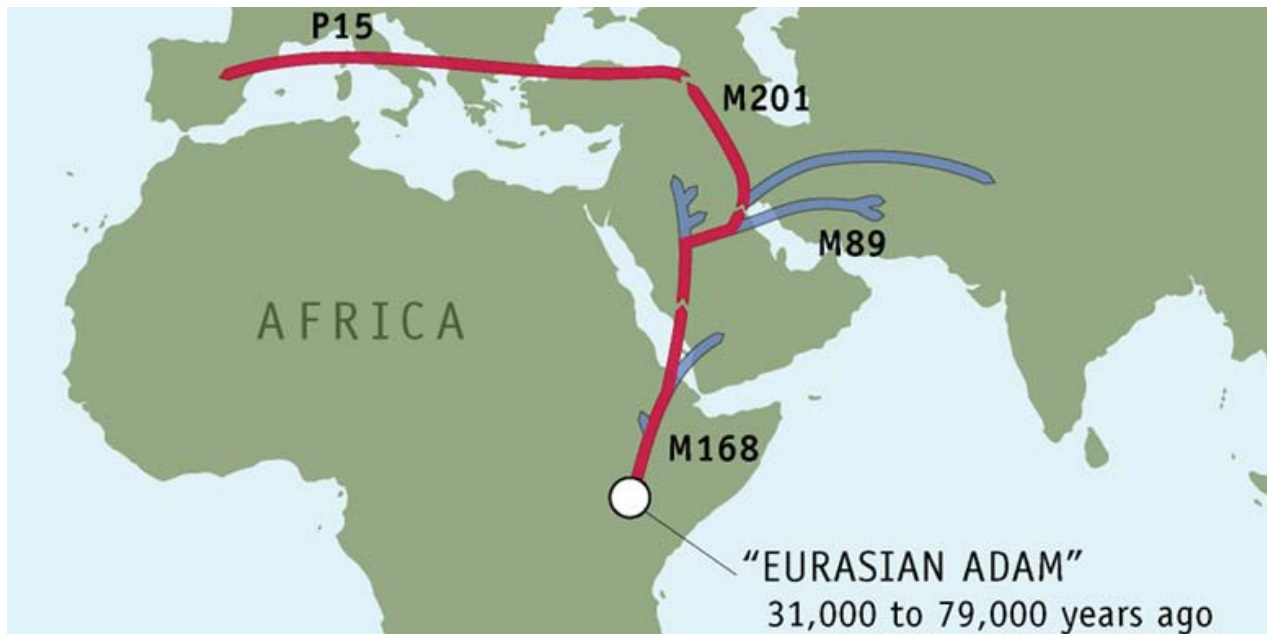 P15
M201
M89
AFRICA
M168
“EURASIAN ADAM”
31,000 to 79,000 years ago